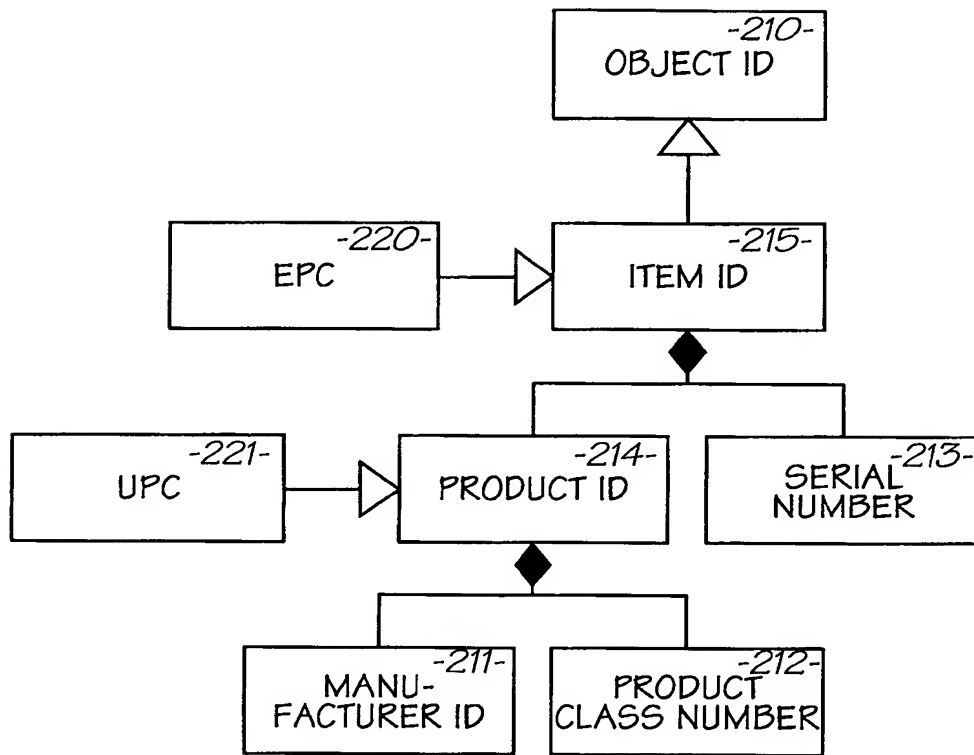 -210-
OBJECT ID
-220-
EPC
-215-
ITEM ID
-221-
UPC
-214-
PRODUCT ID
-213-
SERIAL
NUMBER
-211-
MANU-
FACTURER ID
-212-
PRODUCT
CLASS NUMBER